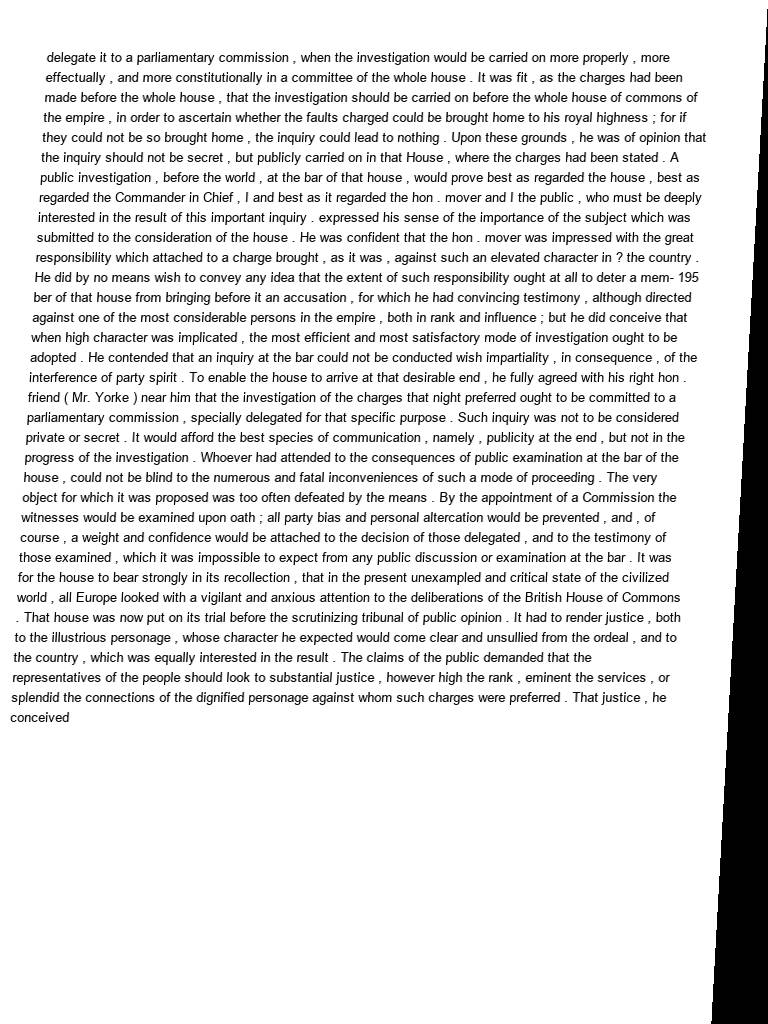 delegate it to a parliamentary commission , when the investigation would be carried on more properly , more
effectually , and more constitutionally in a committee of the whole house . It was fit , as the charges had been
made before the whole house , that the investigation should be carried on before the whole house of commons of
the empire , in order to ascertain whether the faults charged could be brought home to his royal highness ; for if
they could not be so brought home , the inquiry could lead to nothing . Upon these grounds , he was of opinion that
the inquiry should not be secret , but publicly carried on in that House , where the charges had been stated . A
public investigation , before the world , at the bar of that house , would prove best as regarded the house , best as
regarded the Commander in Chief , I and best as it regarded the hon . mover and I the public , who must be deeply
interested in the result of this important inquiry . expressed his sense of the importance of the subject which was
submitted to the consideration of the house . He was confident that the hon . mover was impressed with the great
responsibility which attached to a charge brought , as it was , against such an elevated character in ? the country .
He did by no means wish to convey any idea that the extent of such responsibility ought at all to deter a mem- 195
ber of that house from bringing before it an accusation , for which he had convincing testimony , although directed
against one of the most considerable persons in the empire , both in rank and influence ; but he did conceive that
when high character was implicated , the most efficient and most satisfactory mode of investigation ought to be
adopted . He contended that an inquiry at the bar could not be conducted wish impartiality , in consequence , of the
interference of party spirit . To enable the house to arrive at that desirable end , he fully agreed with his right hon .
friend ( Mr. Yorke ) near him that the investigation of the charges that night preferred ought to be committed to a
parliamentary commission , specially delegated for that specific purpose . Such inquiry was not to be considered
private or secret . It would afford the best species of communication , namely , publicity at the end , but not in the
progress of the investigation . Whoever had attended to the consequences of public examination at the bar of the
house , could not be blind to the numerous and fatal inconveniences of such a mode of proceeding . The very
object for which it was proposed was too often defeated by the means . By the appointment of a Commission the
witnesses would be examined upon oath ; all party bias and personal altercation would be prevented , and , of
course , a weight and confidence would be attached to the decision of those delegated , and to the testimony of
those examined , which it was impossible to expect from any public discussion or examination at the bar . It was
for the house to bear strongly in its recollection , that in the present unexampled and critical state of the civilized
world , all Europe looked with a vigilant and anxious attention to the deliberations of the British House of Commons
. That house was now put on its trial before the scrutinizing tribunal of public opinion . It had to render justice , both
to the illustrious personage , whose character he expected would come clear and unsullied from the ordeal , and to
the country , which was equally interested in the result . The claims of the public demanded that the
representatives of the people should look to substantial justice , however high the rank , eminent the services , or
splendid the connections of the dignified personage against whom such charges were preferred . That justice , he
conceived